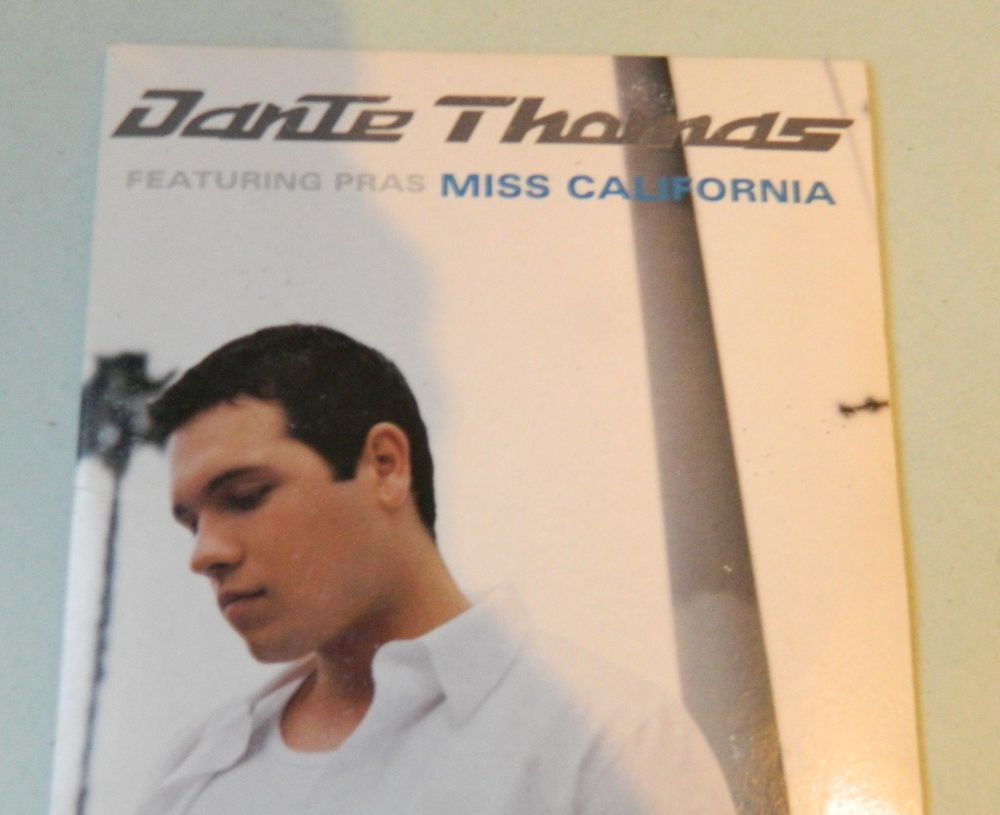 Dante Thomas
FEATURING PRAS MISS CALIFORNIA